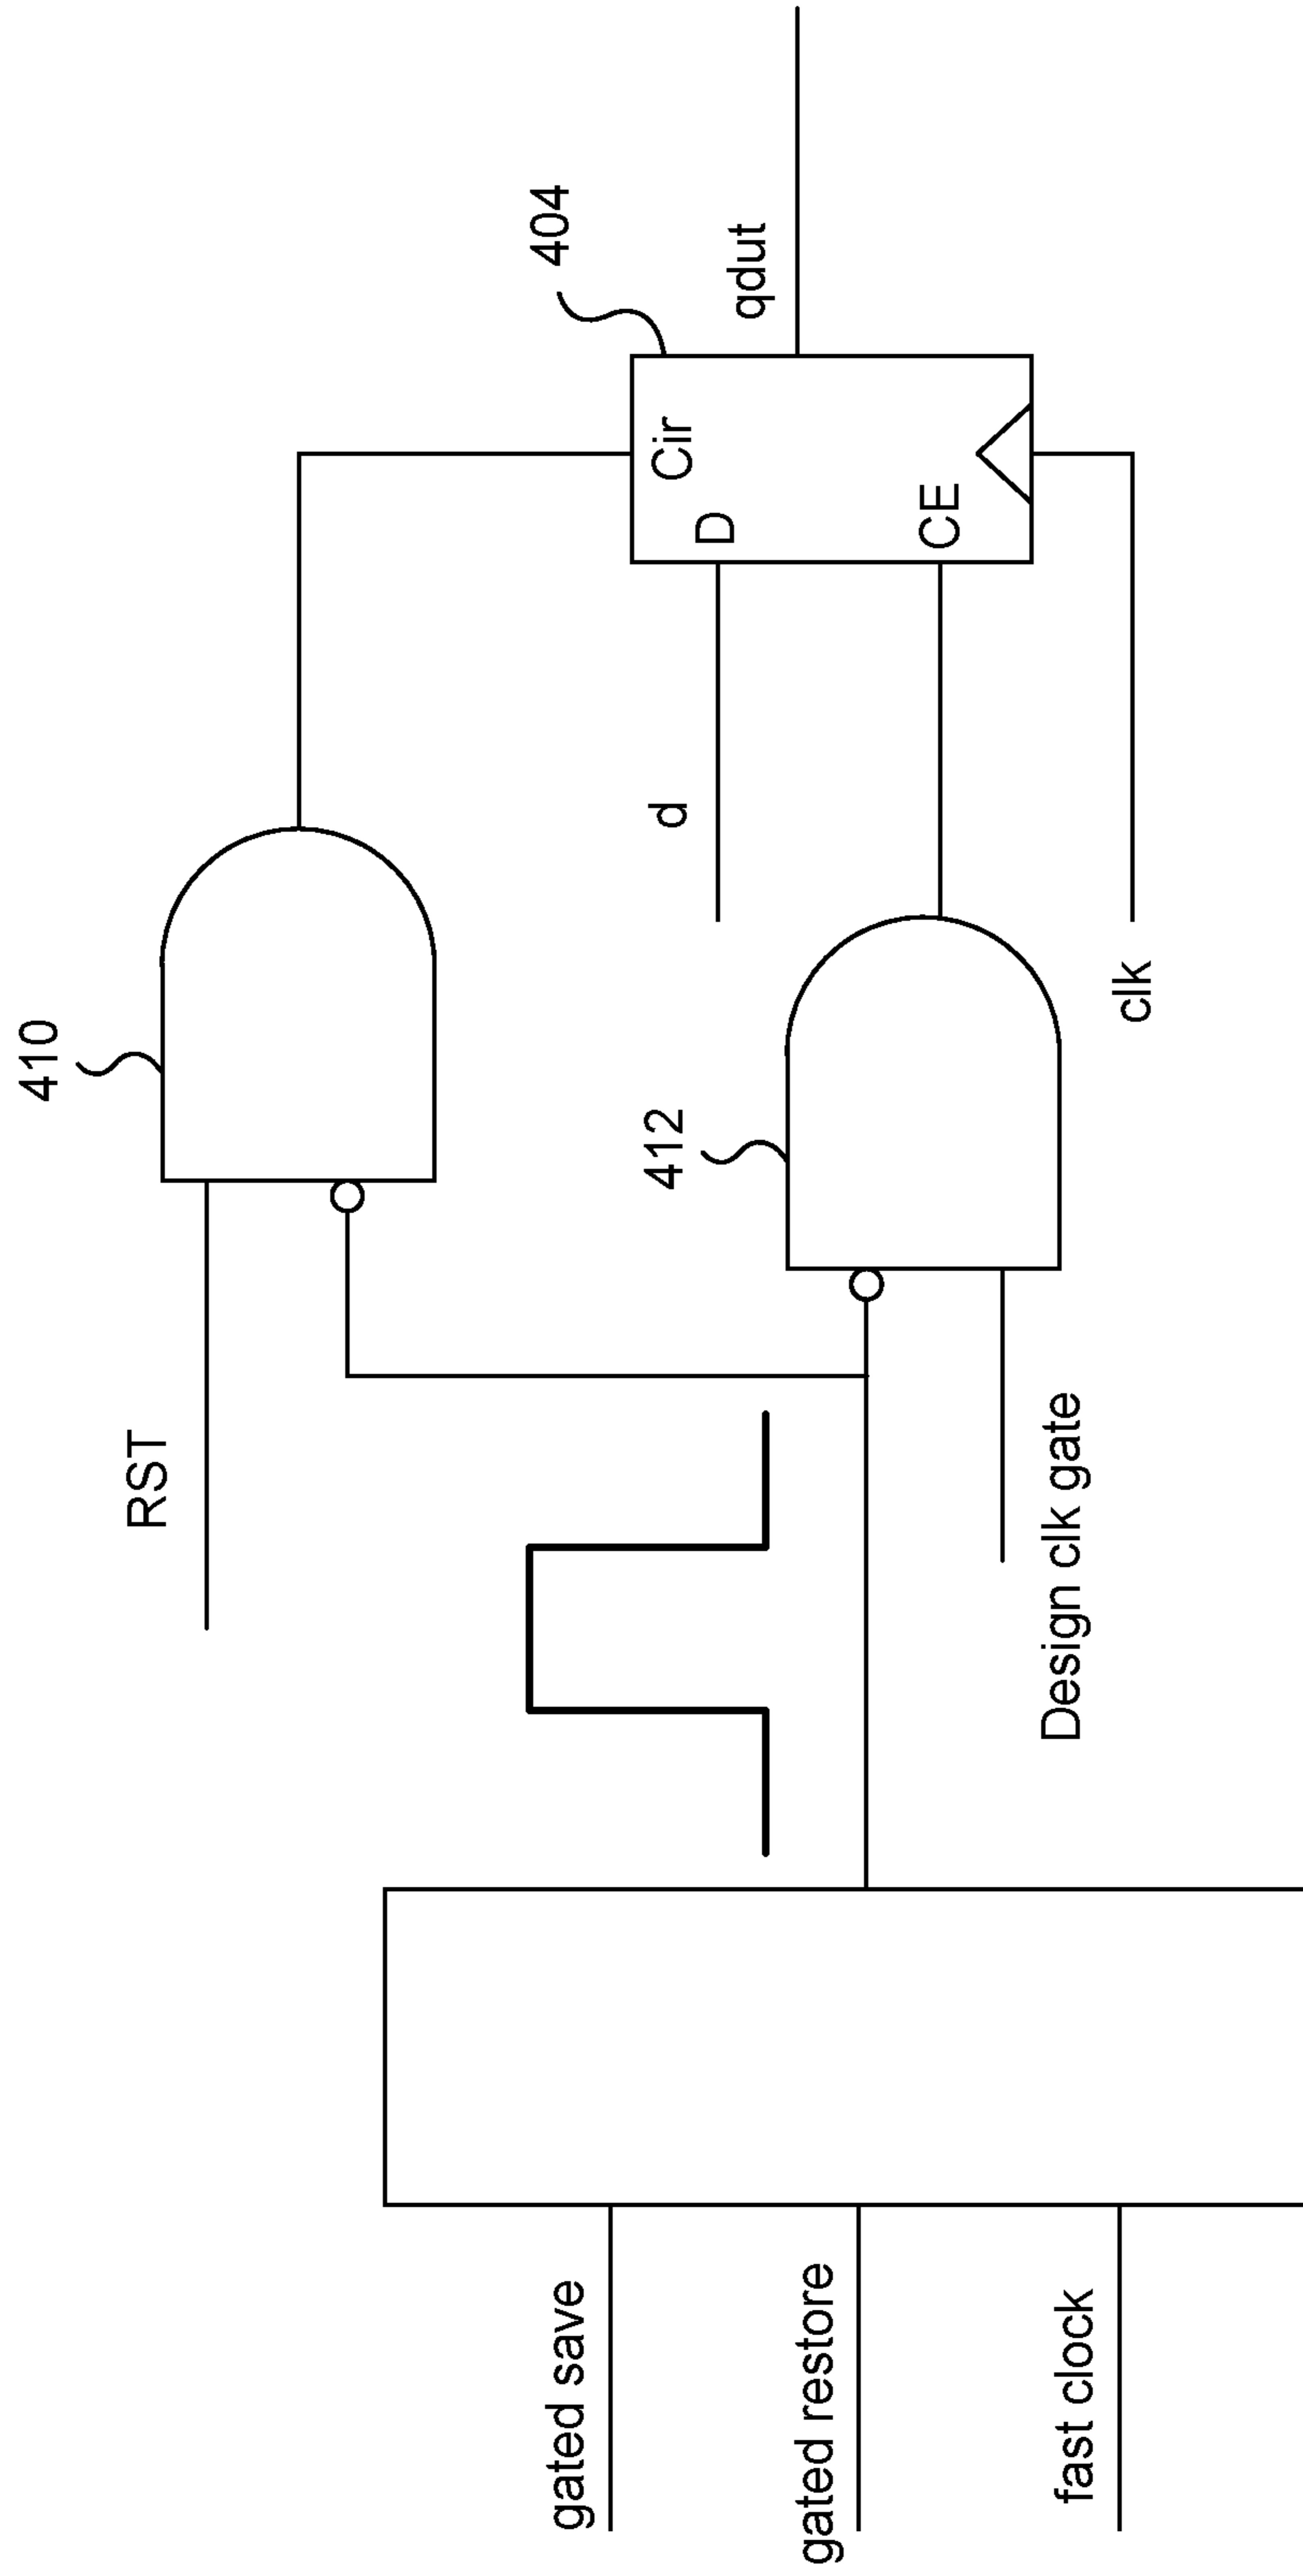 410
RST
404
Cir
D
qdut
d
412
CE
gated save
gated restore
Design clk gate
clk
fast clock